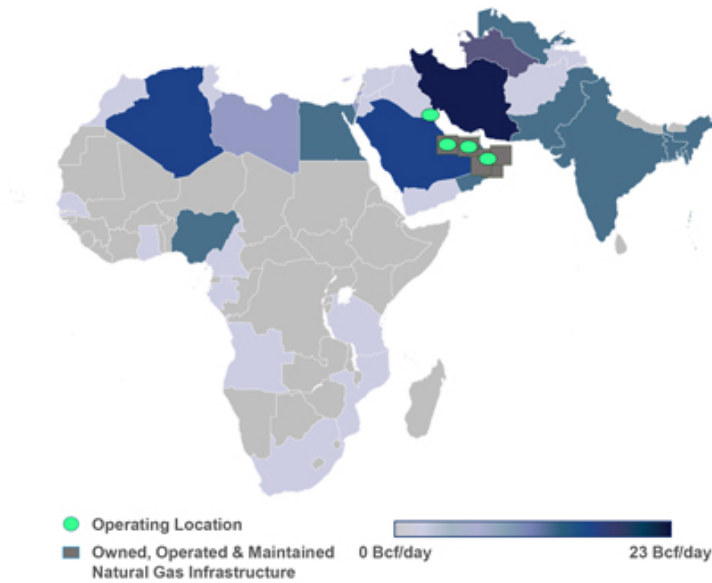 Operating Location
Owned, Operated & Maintained
Natural Gas Infrastructure
0 Bcf/day
23 Bcf/day